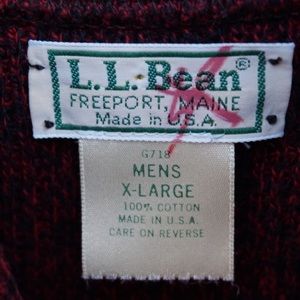 L.L.Bean®
FREEPORT, MAINE
Made in U.S.A.
G718
MENS
X-LARGE
100% COTTON
MADE IN U.S.A.
CARE ON REVERSE